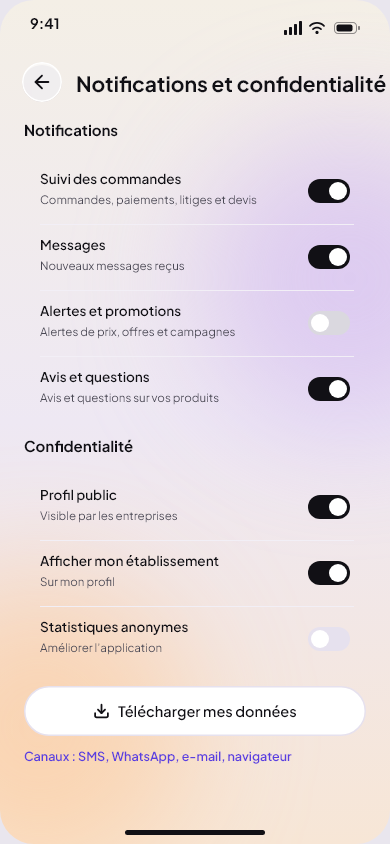 9:41
Notifications et confidentialité
Notifications
Suivi des commandes
Commandes, paiements, litiges et devis
Messages
Nouveaux messages reçus
Alertes et promotions
Alertes de prix, offres et campagnes
Avis et questions
Avis et questions sur vos produits
Confidentialité
Profil public
Visible par les entreprises
Afficher mon établissement
Sur mon profil
Statistiques anonymes
Améliorer l'application
Télécharger mes données
Canaux : SMS, WhatsApp, e-mail, navigateur